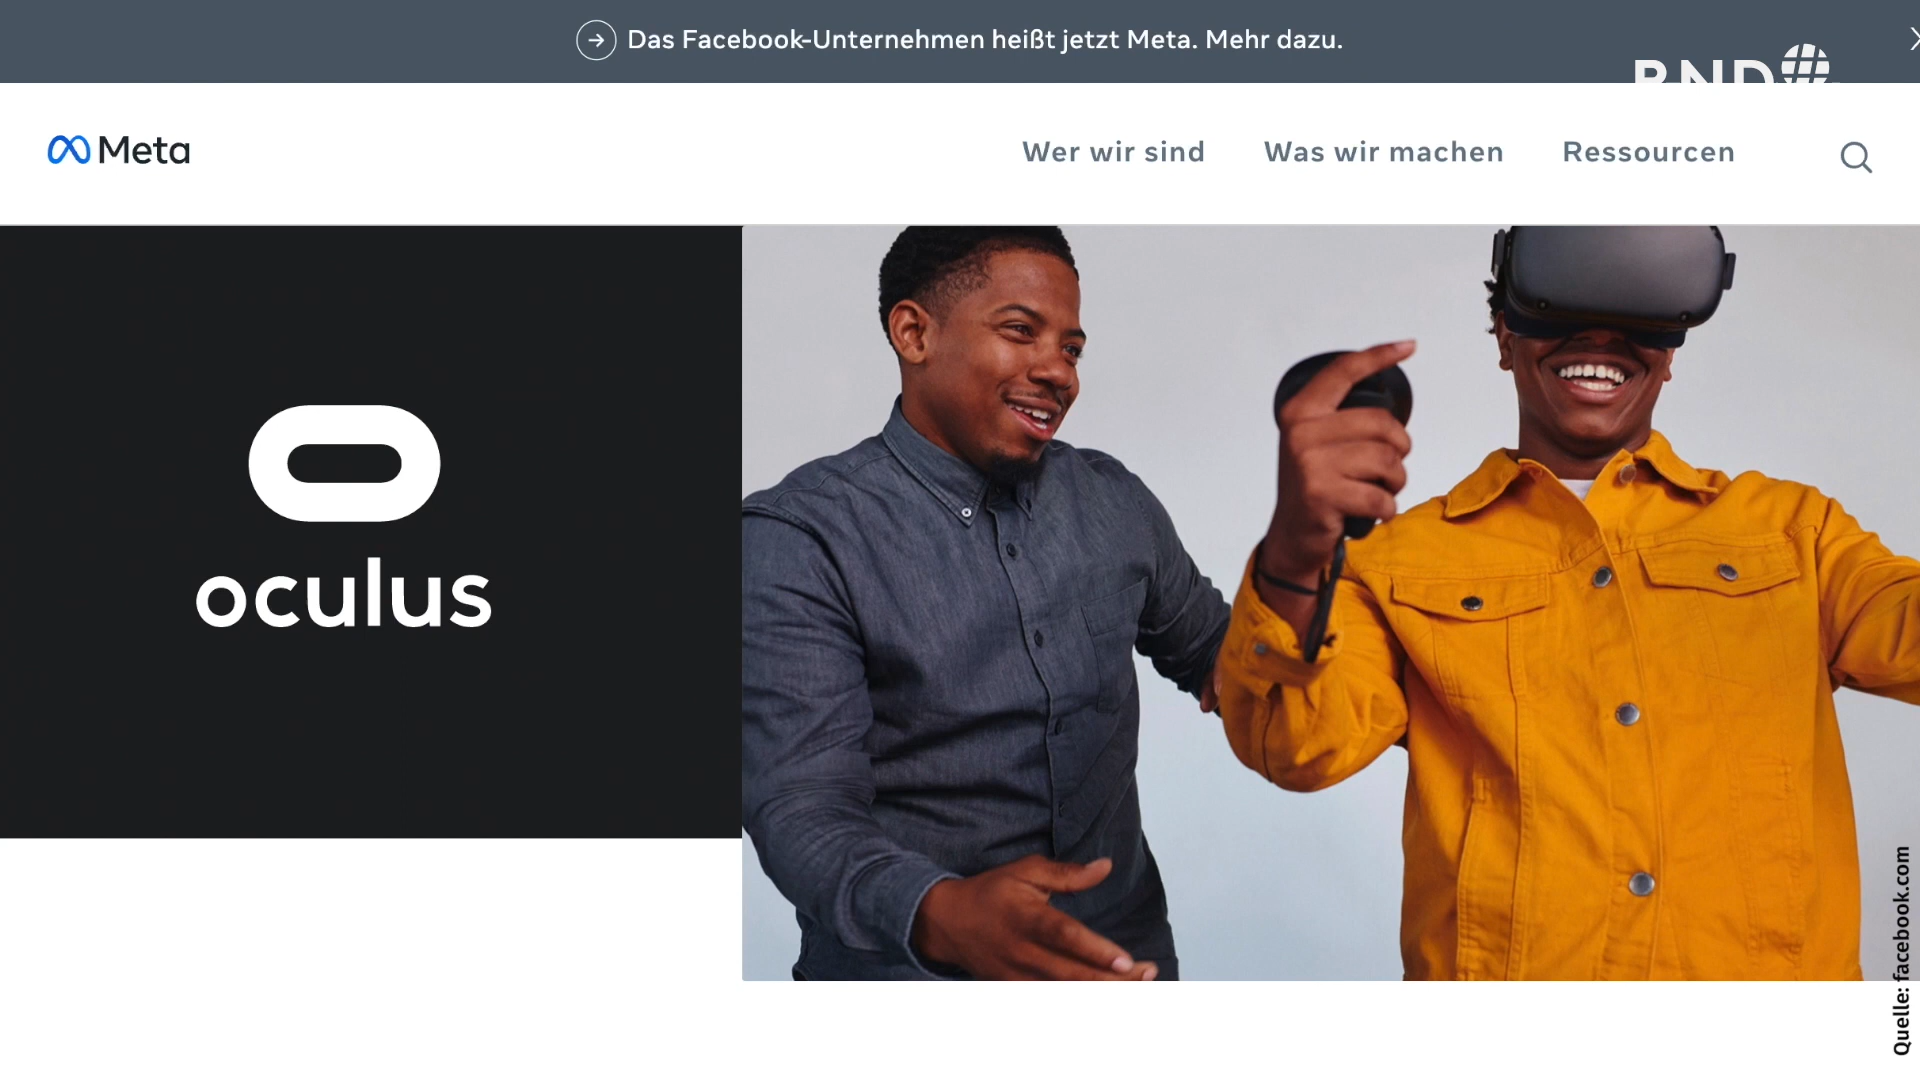 Das Facebook-Unternehmen heißt jetzt Meta. Mehr dazu.
RND
Meta
Wer wir sind
Was wir machen
Ressourcen
oculus
Quelle: facebook.com